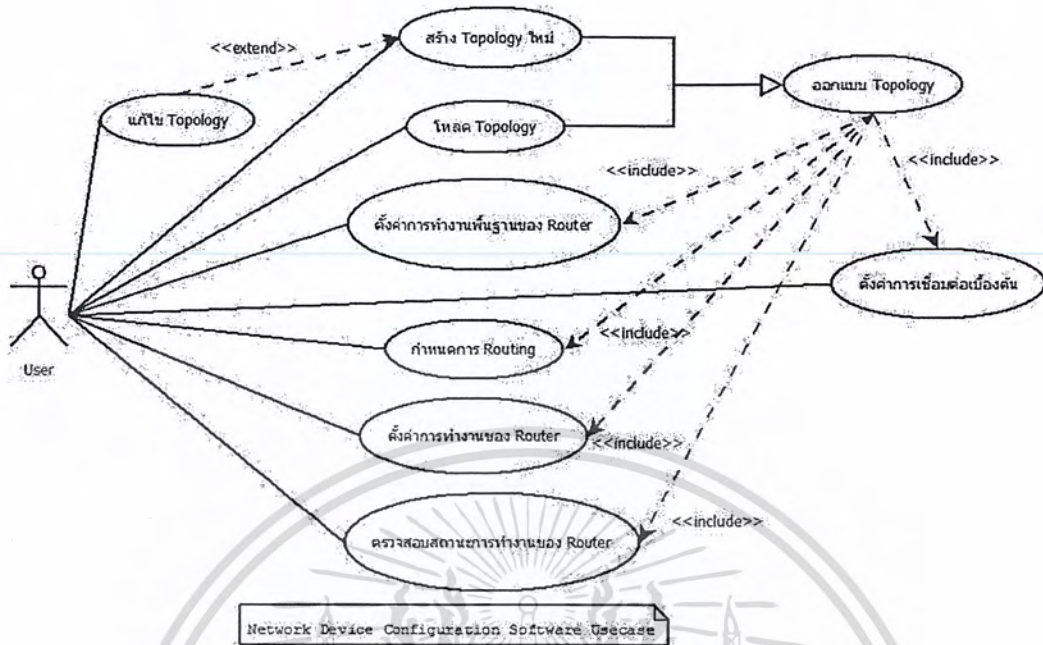 สร้าง Topology ใหม่
<<extend>>
แก้ไข Topology
โหลด Topology
ออกแบบ Topology
<<include>>
<<include>>
ตั้งค่าการทำงานพื้นฐานของ Router
ตั้งค่าการเชื่อมต่อเบื้องต้น
<<include>>
กำหนดการ Routing
User
ตั้งค่าการทำงานของ Router
<<include>>
<<include>>
ตรวจสอบสถานะการทำงานของ Router
Network Device Configuration Software Usecase